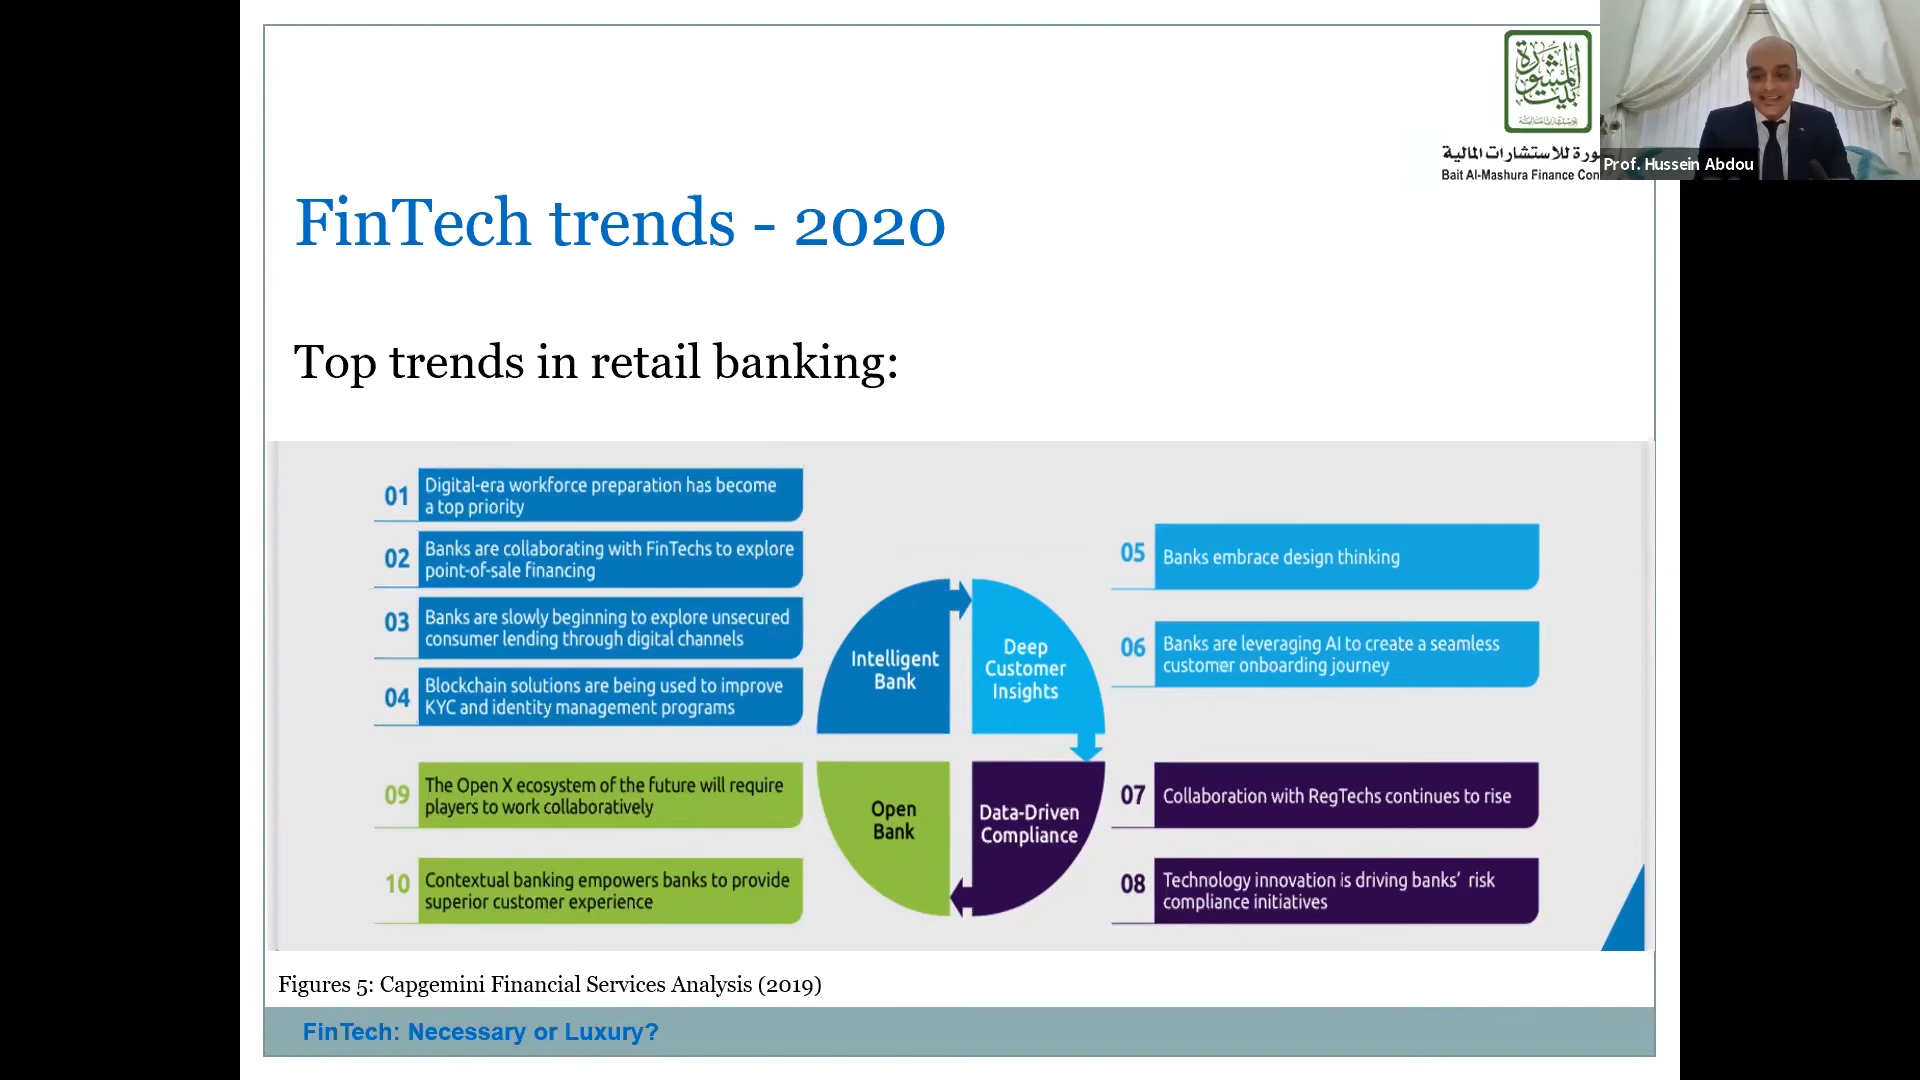 المشورة
بيت
للاستشارات المالية
ورة للاستشارات المالية
Bait Al-Mashura Finance Con
Prof. Hussein Abdou
FinTech trends - 2020
Top trends in retail banking:
01
Digital-era workforce preparation has become
a top priority
02
Banks are collaborating with FinTechs to explore
point-of-sale financing
03
Banks are slowly beginning to explore unsecured
consumer lending through digital channels
04
Blockchain solutions are being used to improve
KYC and identity management programs
05
Banks embrace design thinking
06
Banks are leveraging AI to create a seamless
customer onboarding journey
Intelligent
Bank
Deep
Customer
Insights
Open
Bank
Data-Driven
Compliance
07
Collaboration with RegTechs continues to rise
08
Technology innovation is driving banks’ risk
compliance initiatives
09
The Open X ecosystem of the future will require
players to work collaboratively
10
Contextual banking empowers banks to provide
superior customer experience
Figures 5: Capgemini Financial Services Analysis (2019)
FinTech: Necessary or Luxury?